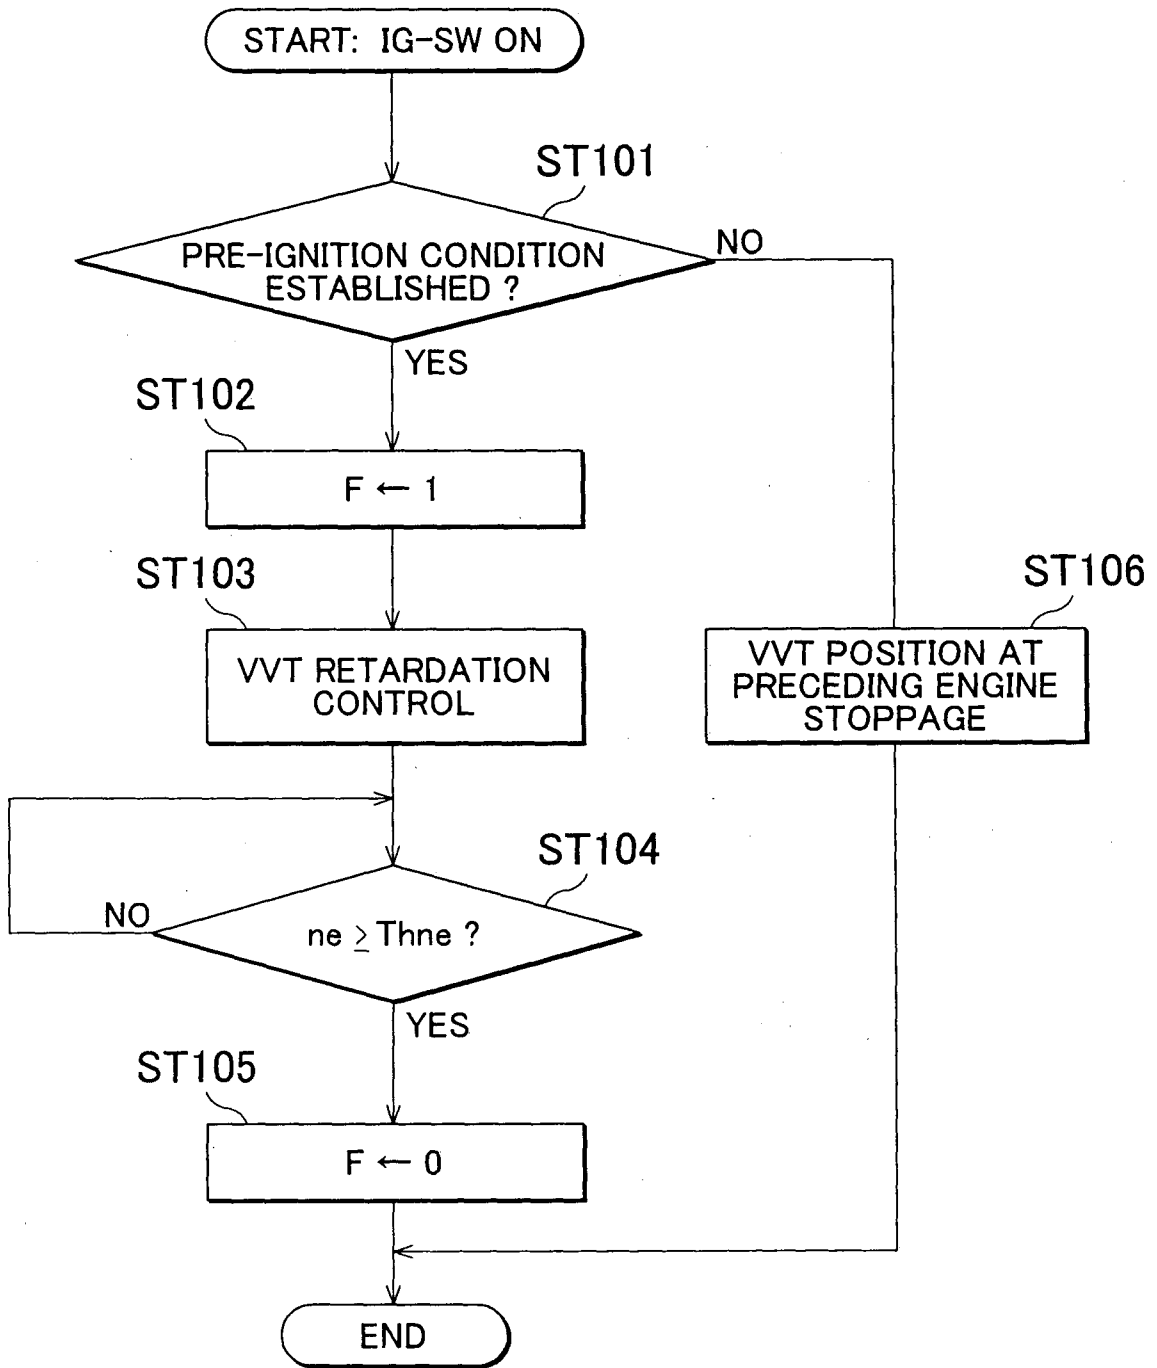 START: IG-SW ON
ST101
PRE-IGNITION CONDITION
ESTABLISHED ?
NO
YES
ST102
F ← 1
ST103
VVT RETARDATION
CONTROL
ST106
VVT POSITION AT
PRECEDING ENGINE
STOPPAGE
ST104
ne ≥ Thne ?
NO
YES
ST105
F ← 0
END